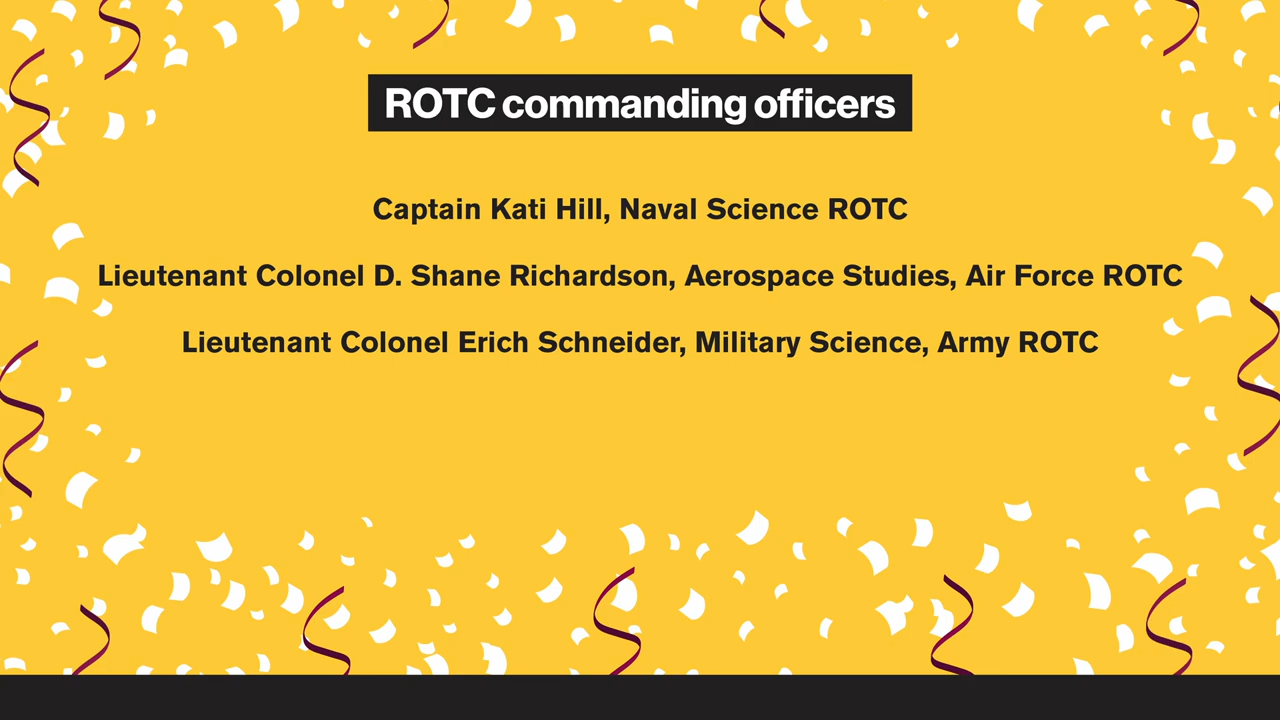 ROTC commanding officers
Captain Kati Hill, Naval Science ROTC
Lieutenant Colonel D. Shane Richardson, Aerospace Studies, Air Force ROTC
Lieutenant Colonel Erich Schneider, Military Science, Army ROTC